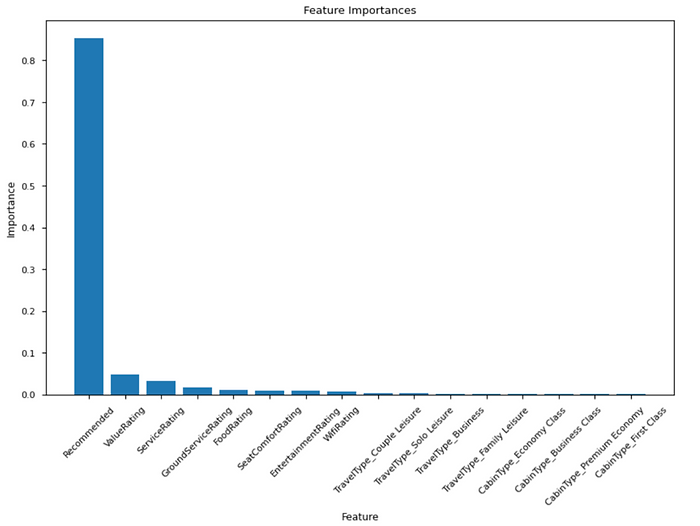 Feature Importances
Importance
0.8
0.7
0.6
0.5
0.4
0.3
0.2
0.1
0.0
Recommended
ValueRating
ServiceRating
GroundServiceRating
FoodRating
SeatComfortRating
EntertainmentRating
WifiRating
TravelType_Couple Leisure
TravelType_Solo Leisure
TravelType_Business
TravelType_Family Leisure
CabinType_Economy Class
CabinType_Business Class
CabinType_Premium Economy
CabinType_First Class
Feature